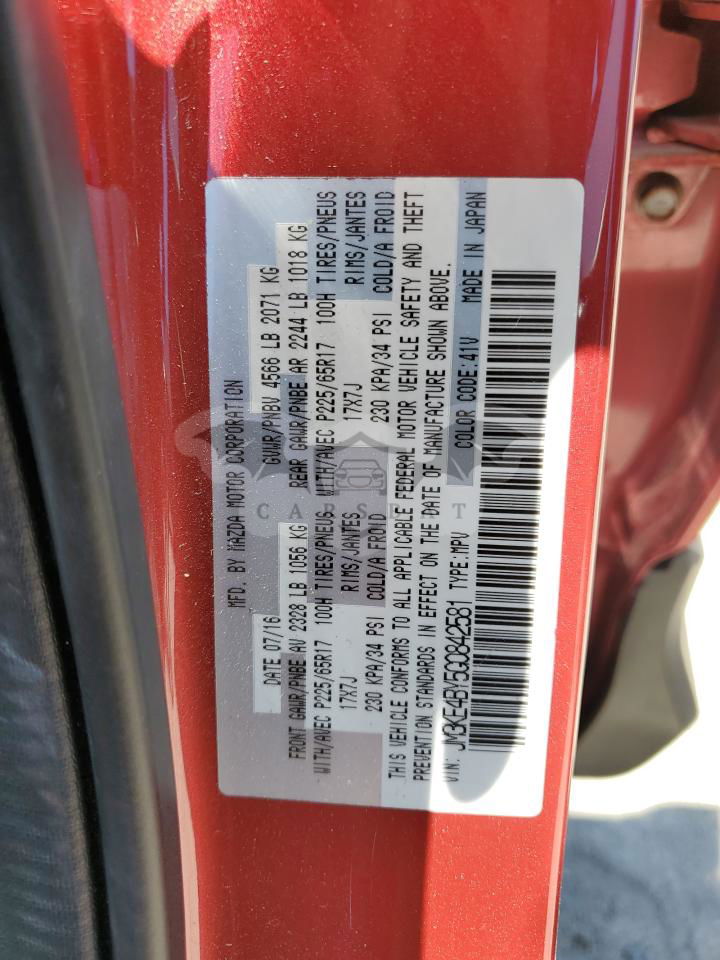 MFD. BY MAZDA MOTOR CORPORATION
DATE 07/16 GVWR/PNBV 4566 LB 2071 KG
FRONT GAWR/PNBE AV 2328 LB 1056 KG REAR GAWR/PNBE AR 2244 LB 1018 KG
WITH/AVEC P225/65R17 100H TIRES/PNEUS WITH/AVEC P225/65R17 100H TIRES/PNEUS
17X7J RIMS/JANTES 17X7J RIMS/JANTES
230 KPA/34 PSI COLD/A FROID 230 KPA/34 PSI COLD/A FROID
THIS VEHICLE CONFORMS TO ALL APPLICABLE FEDERAL MOTOR VEHICLE SAFETY AND THEFT
PREVENTION STANDARDS IN EFFECT ON THE DATE OF MANUFACTURE SHOWN ABOVE.
VIN: JM3KE4BY5G0842581 TYPE:MPV COLOR CODE:41V MADE IN JAPAN